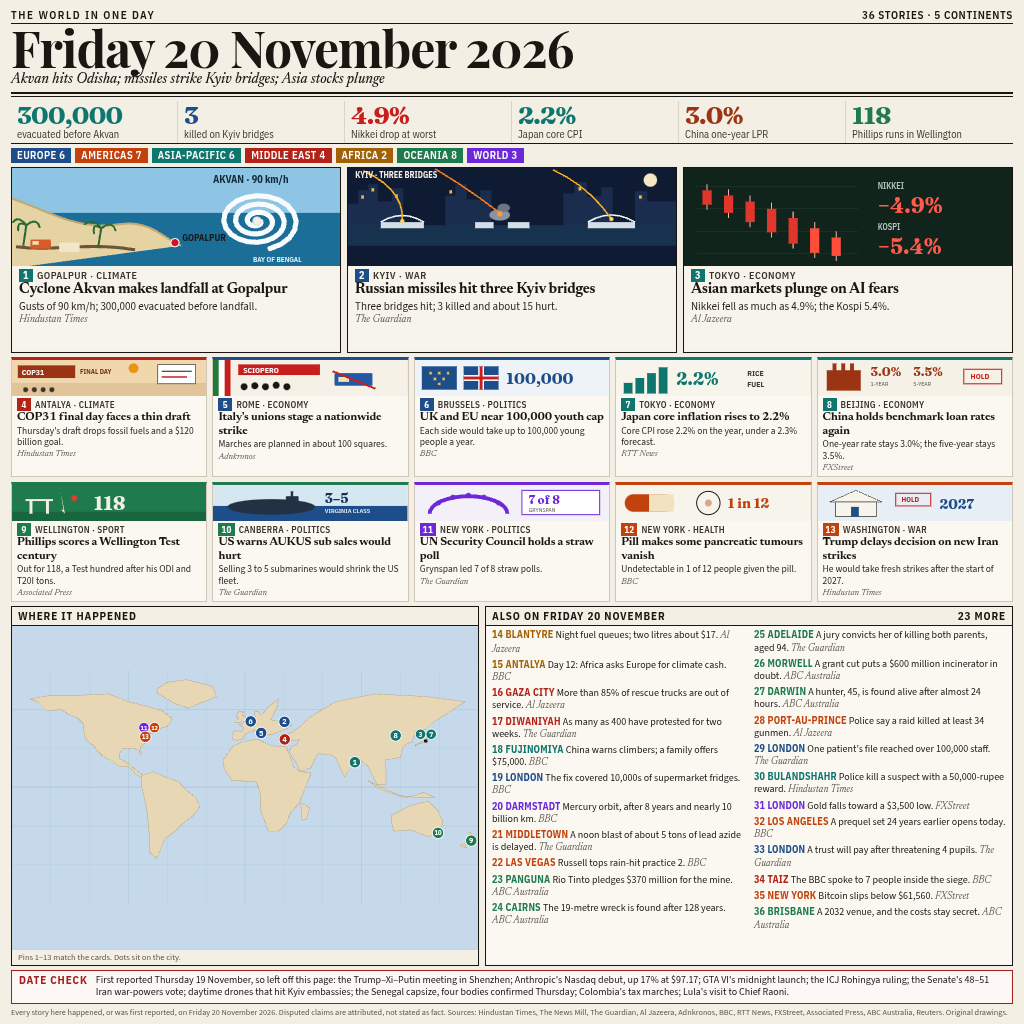 THE WORLD IN ONE DAY
36 STORIES · 5 CONTINENTS
Friday 20 November 2026
Akvan hits Odisha; missiles strike Kyiv bridges; Asia stocks plunge
300,000
evacuated before Akvan
3
killed on Kyiv bridges
4.9%
Nikkei drop at worst
2.2%
Japan core CPI
3.0%
China one-year LPR
118
Phillips runs in Wellington
EUROPE 6
AMERICAS 7
ASIA-PACIFIC 6
MIDDLE EAST 4
AFRICA 2
OCEANIA 8
WORLD 3
AKVAN · 90 km/h
GOPALPUR
BAY OF BENGAL
1 GOPALPUR · CLIMATE
Cyclone Akvan makes landfall at Gopalpur
Gusts of 90 km/h; 300,000 evacuated before landfall.
Hindustan Times
KYIV · THREE BRIDGES
2 KYIV · WAR
Russian missiles hit three Kyiv bridges
Three bridges hit; 3 killed and about 15 hurt.
The Guardian
NIKKEI
−4.9%
KOSPI
−5.4%
3 TOKYO · ECONOMY
Asian markets plunge on AI fears
Nikkei fell as much as 4.9%; the Kospi 5.4%.
Al Jazeera
COP31
FINAL DAY
4 ANTALYA · CLIMATE
COP31 final day faces a thin draft
Thursday's draft drops fossil fuels and a $120
billion goal.
Hindustan Times
SCIOPERO
5 ROME · ECONOMY
Italy's unions stage a nationwide
strike
Marches are planned in about 100 squares.
Adnkronos
100,000
6 BRUSSELS · POLITICS
UK and EU near 100,000 youth cap
Each side would take up to 100,000 young
people a year.
BBC
2.2%
RICE
FUEL
7 TOKYO · ECONOMY
Japan core inflation rises to 2.2%
Core CPI rose 2.2% on the year, under a 2.3%
forecast.
RTT News
3.0%
1-YEAR
3.5%
5-YEAR
HOLD
8 BEIJING · ECONOMY
China holds benchmark loan rates
again
One-year rate stays 3.0%; the five-year stays
3.5%.
FXStreet
118
9 WELLINGTON · SPORT
Phillips scores a Wellington Test
century
Out for 118, a Test hundred after his ODI and
T20I tons.
Associated Press
3–5
VIRGINIA CLASS
10 CANBERRA · POLITICS
US warns AUKUS sub sales would
hurt
Selling 3 to 5 submarines would shrink the US
fleet.
The Guardian
7 of 8
GRYNSPAN
11 NEW YORK · POLITICS
UN Security Council holds a straw
poll
Grynspan led 7 of 8 straw polls.
The Guardian
1 in 12
12 NEW YORK · HEALTH
Pill makes some pancreatic tumours
vanish
Undetectable in 1 of 12 people given the pill.
BBC
HOLD
2027
13 WASHINGTON · WAR
Trump delays decision on new Iran
strikes
He would take fresh strikes after the start of
2027.
Hindustan Times
WHERE IT HAPPENED
11
12
13
6
2
5
4
1
8
3
7
10
9
Pins 1–13 match the cards. Dots sit on the city.
ALSO ON FRIDAY 20 NOVEMBER
23 MORE
14 BLANTYRE Night fuel queues; two litres about $17. Al
Jazeera
15 ANTALYA Day 12: Africa asks Europe for climate cash.
BBC
16 GAZA CITY More than 85% of rescue trucks are out of
service. Al Jazeera
17 DIWANIYAH As many as 400 have protested for two
weeks. The Guardian
18 FUJINOMIYA China warns climbers; a family offers
$75,000. BBC
19 LONDON The fix covered 10,000s of supermarket fridges.
BBC
20 DARMSTADT Mercury orbit, after 8 years and nearly 10
billion km. BBC
21 MIDDLETOWN A noon blast of about 5 tons of lead azide
is delayed. The Guardian
22 LAS VEGAS Russell tops rain-hit practice 2. BBC
23 PANGUNA Rio Tinto pledges $370 million for the mine.
ABC Australia
24 CAIRNS The 19-metre wreck is found after 128 years.
ABC Australia
25 ADELAIDE A jury convicts her of killing both parents,
aged 94. The Guardian
26 MORWELL A grant cut puts a $600 million incinerator in
doubt. ABC Australia
27 DARWIN A hunter, 45, is found alive after almost 24
hours. ABC Australia
28 PORT-AU-PRINCE Police say a raid killed at least 34
gunmen. Al Jazeera
29 LONDON One patient's file reached over 100,000 staff.
The Guardian
30 BULANDSHAHR Police kill a suspect with a 50,000-rupee
reward. Hindustan Times
31 LONDON Gold falls toward a $3,500 low. FXStreet
32 LOS ANGELES A prequel set 24 years earlier opens today.
BBC
33 LONDON A trust will pay after threatening 4 pupils. The
Guardian
34 TAIZ The BBC spoke to 7 people inside the siege. BBC
35 NEW YORK Bitcoin slips below $61,560. FXStreet
36 BRISBANE A 2032 venue, and the costs stay secret. ABC
Australia
DATE CHECK
First reported Thursday 19 November, so left off this page: the Trump–Xi–Putin meeting in Shenzhen; Anthropic's Nasdaq debut, up 17% at $97.17; GTA VI's midnight launch; the ICJ Rohingya ruling; the Senate's 48–51
Iran war-powers vote; daytime drones that hit Kyiv embassies; the Senegal capsize, four bodies confirmed Thursday; Colombia's tax marches; Lula's visit to Chief Raoni.
Every story here happened, or was first reported, on Friday 20 November 2026. Disputed claims are attributed, not stated as fact. Sources: Hindustan Times, The News Mill, The Guardian, Al Jazeera, Adnkronos, BBC, RTT News, FXStreet, Associated Press, ABC Australia, Reuters. Original drawings.